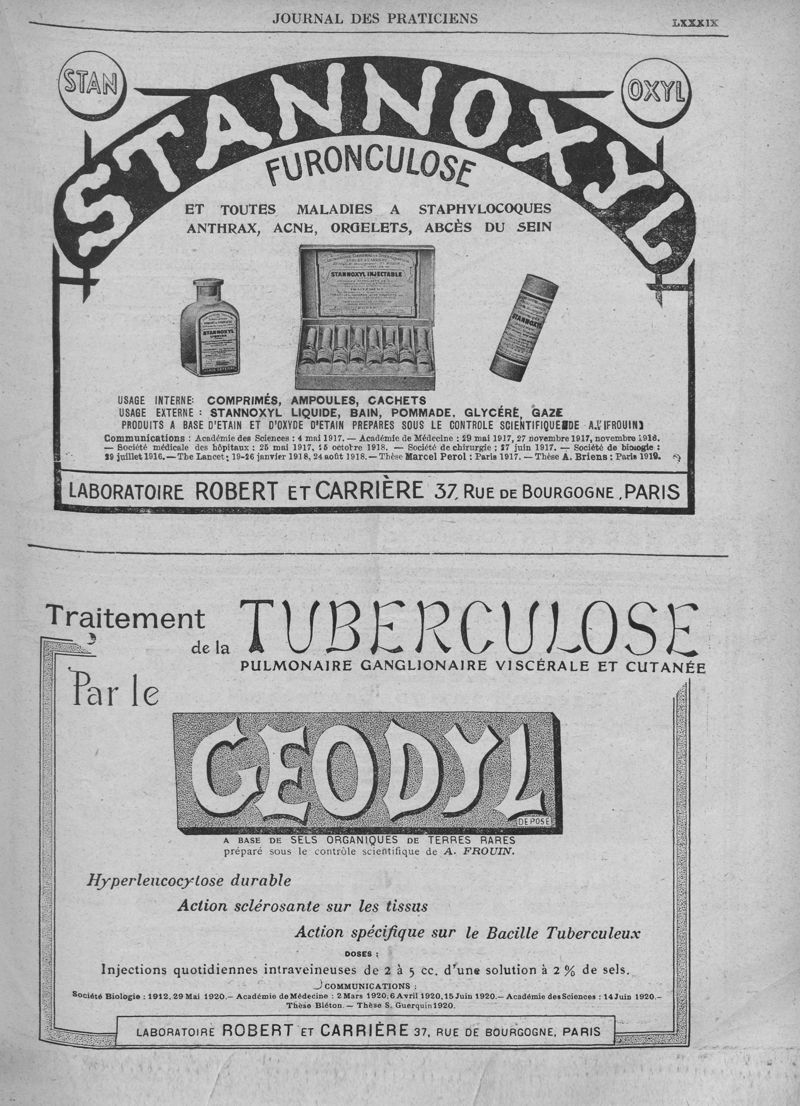 JOURNAL DES PRATICIENS
LXXXIX
STAN
OXYL
STANNOXYL
FURONCULOSE
ET TOUTES MALADIES A STAPHYLOCOQUES
ANTHRAX, ACNE, ORGELETS, ABCÈS DU SEIN
STANNOXYL INJECTABLE
STANNOXYL
STANNOXYL
USAGE INTERNE: COMPRIMÉS, AMPOULES, CACHETS
USAGE EXTERNE : STANNOXYL LIQUIDE, BAIN, POMMADE, GLYCÉRÉ, GAZE
PRODUITS A BASE D'ETAIN ET D'OXYDE D'ETAIN PREPARES SOUS LE CONTROLE SCIENTIFIQUE DE A. FROUIN
Communications : Académie des Sciences : 4 mai 1917. — Académie de Médecine : 29 mai 1917, 27 novembre 1917, novembre 1918.
— Société médicale des hôpitaux : 25 mai 1917, 15 octobre 1918. — Société de chirurgie : 27 juin 1917. — Société de biologie :
29 juillet 1916. — The Lancet : 19-26 janvier 1918, 24 août 1918. — Thèse Marcel Perol : Paris 1917. — Thèse A. Briens : Paris 1919.
LABORATOIRE ROBERT ET CARRIÈRE 37, RUE DE BOURGOGNE, PARIS
Traitement
de la TUBERCULOSE
PULMONAIRE GANGLIONAIRE VISCÉRALE ET CUTANÉE
Par le
GEODYL
DEPOSE
A BASE DE SELS ORGANIQUES DE TERRES RARES
préparé sous le contrôle scientifique de A. FROUIN.
Hyperleucocytose durable
Action sclérosante sur les tissus
Action spécifique sur le Bacille Tuberculeux
DOSES :
Injections quotidiennes intraveineuses de 2 à 5 cc. d'une solution à 2 % de sels.
COMMUNICATIONS :
Société Biologie : 1912, 29 Mai 1920. — Académie de Médecine : 2 Mars 1920, 6 Avril 1920, 15 Juin 1920. — Académie des Sciences : 14 Juin 1920. —
Thèse Bléton. — Thèse S. Guerquin 1920.
LABORATOIRE ROBERT ET CARRIÈRE 37, RUE DE BOURGOGNE, PARIS